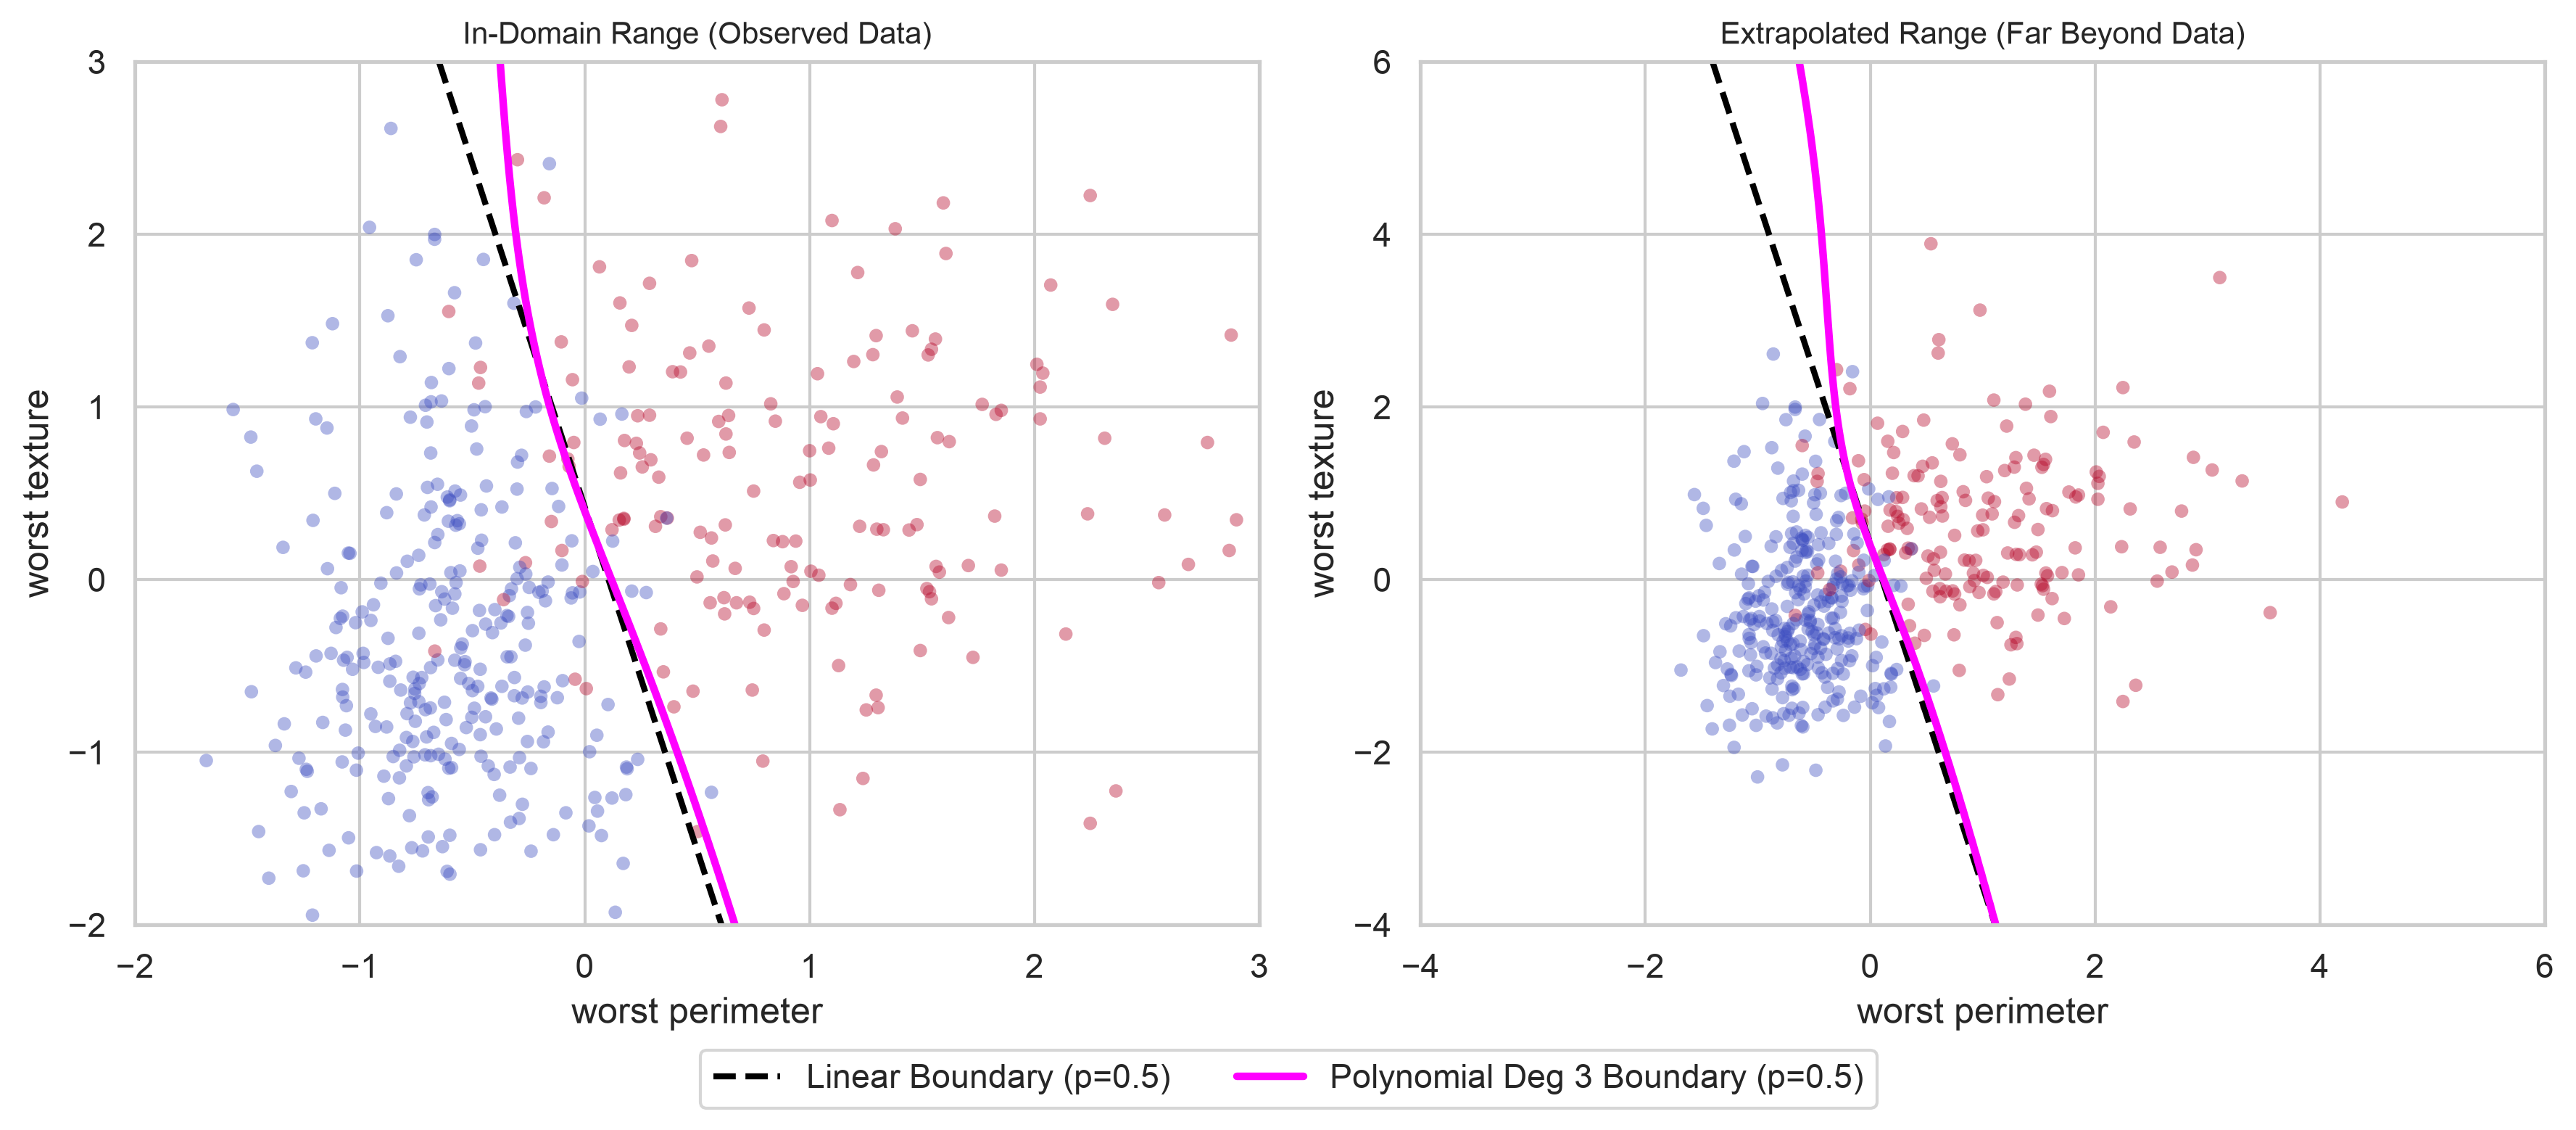 In-Domain Range (Observed Data)
3
2
1
0
−1
−2
worst texture
−2 −1 0 1 2 3
worst perimeter
Extrapolated Range (Far Beyond Data)
6
4
2
0
−2
−4
worst texture
−4 −2 0 2 4 6
worst perimeter
Linear Boundary (p=0.5) Polynomial Deg 3 Boundary (p=0.5)